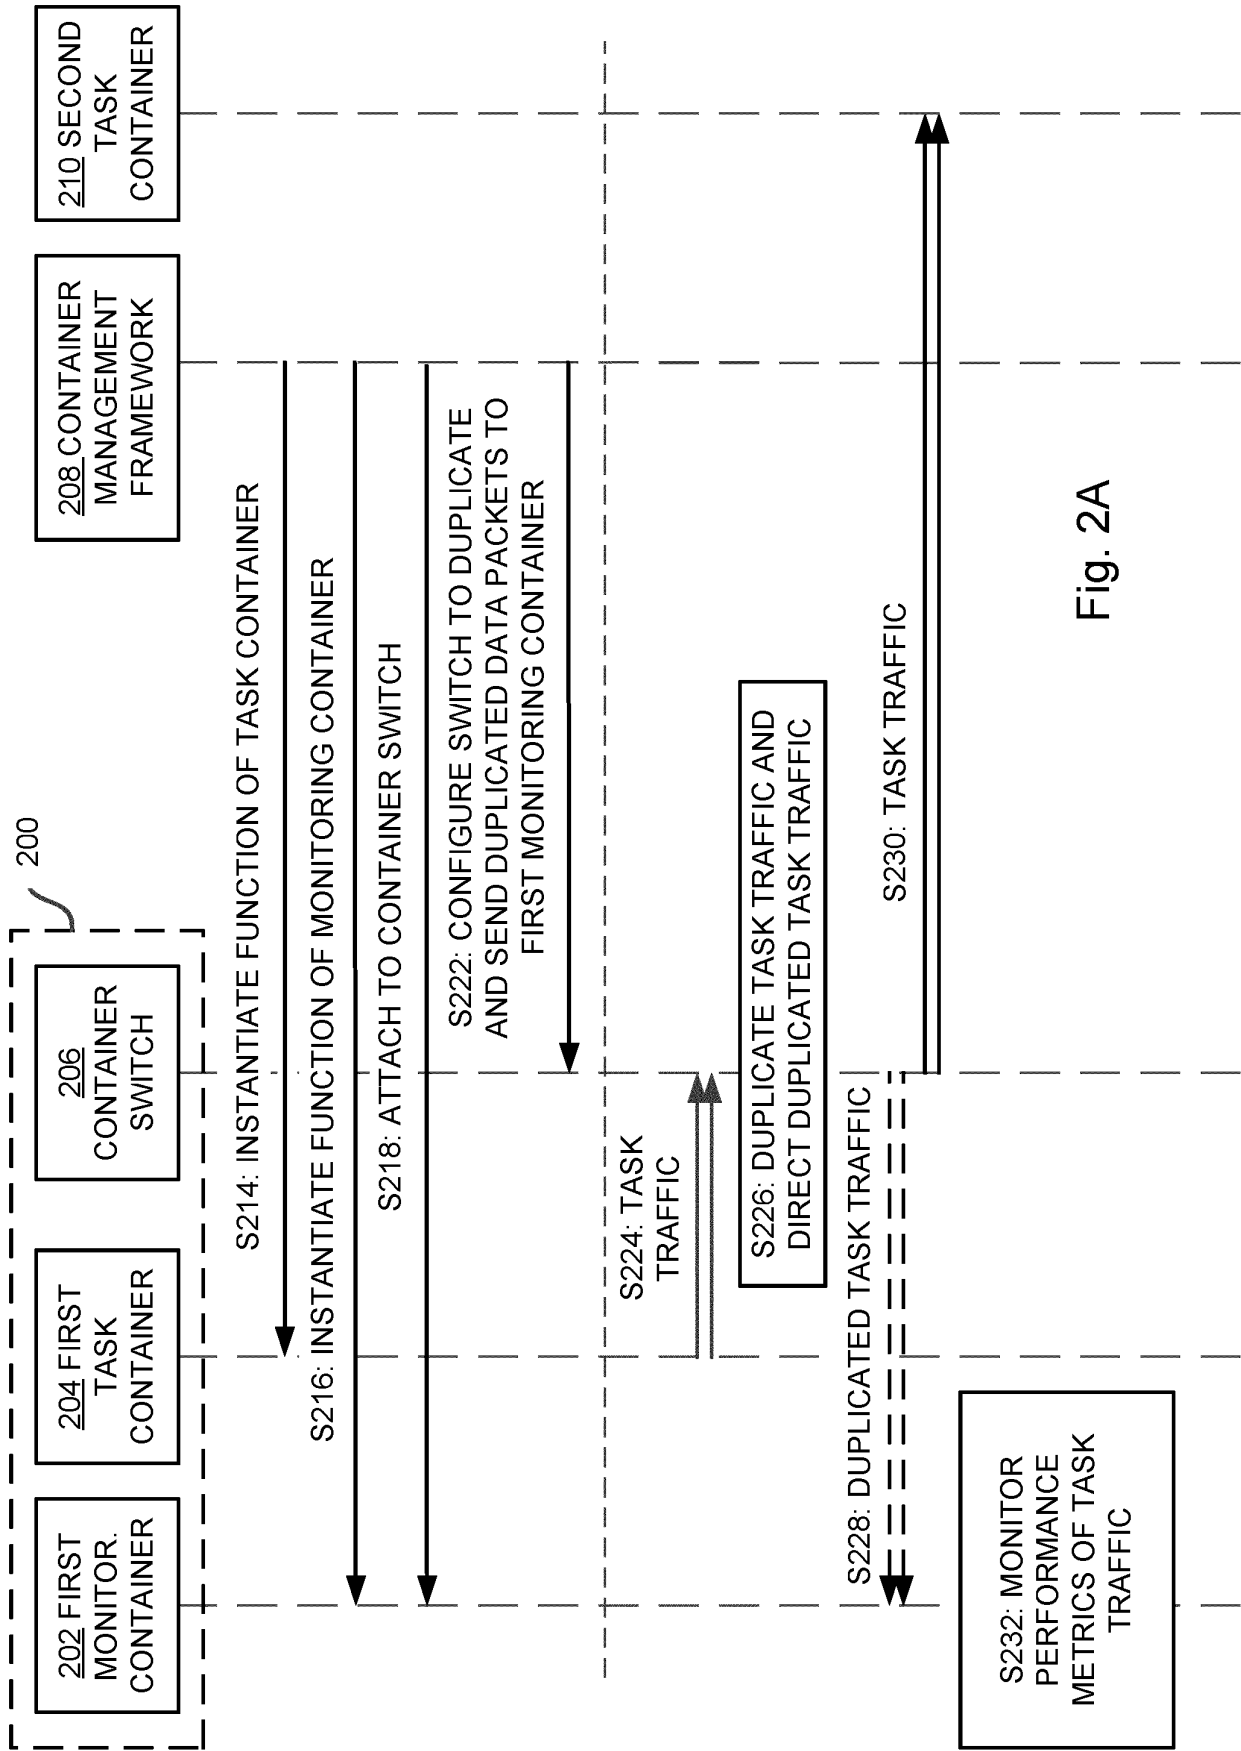 200
202 FIRST
MONITOR.
CONTAINER
204 FIRST
TASK
CONTAINER
206
CONTAINER
SWITCH
208 CONTAINER
MANAGEMENT
FRAMEWORK
210 SECOND
TASK
CONTAINER
S214: INSTANTIATE FUNCTION OF TASK CONTAINER
S216: INSTANTIATE FUNCTION OF MONITORING CONTAINER
S218: ATTACH TO CONTAINER SWITCH
S222: CONFIGURE SWITCH TO DUPLICATE
AND SEND DUPLICATED DATA PACKETS TO
FIRST MONITORING CONTAINER
S224: TASK
TRAFFIC
S226: DUPLICATE TASK TRAFFIC AND
DIRECT DUPLICATED TASK TRAFFIC
S228: DUPLICATED TASK TRAFFIC
S230: TASK TRAFFIC
S232: MONITOR
PERFORMANCE
METRICS OF TASK
TRAFFIC
Fig. 2A